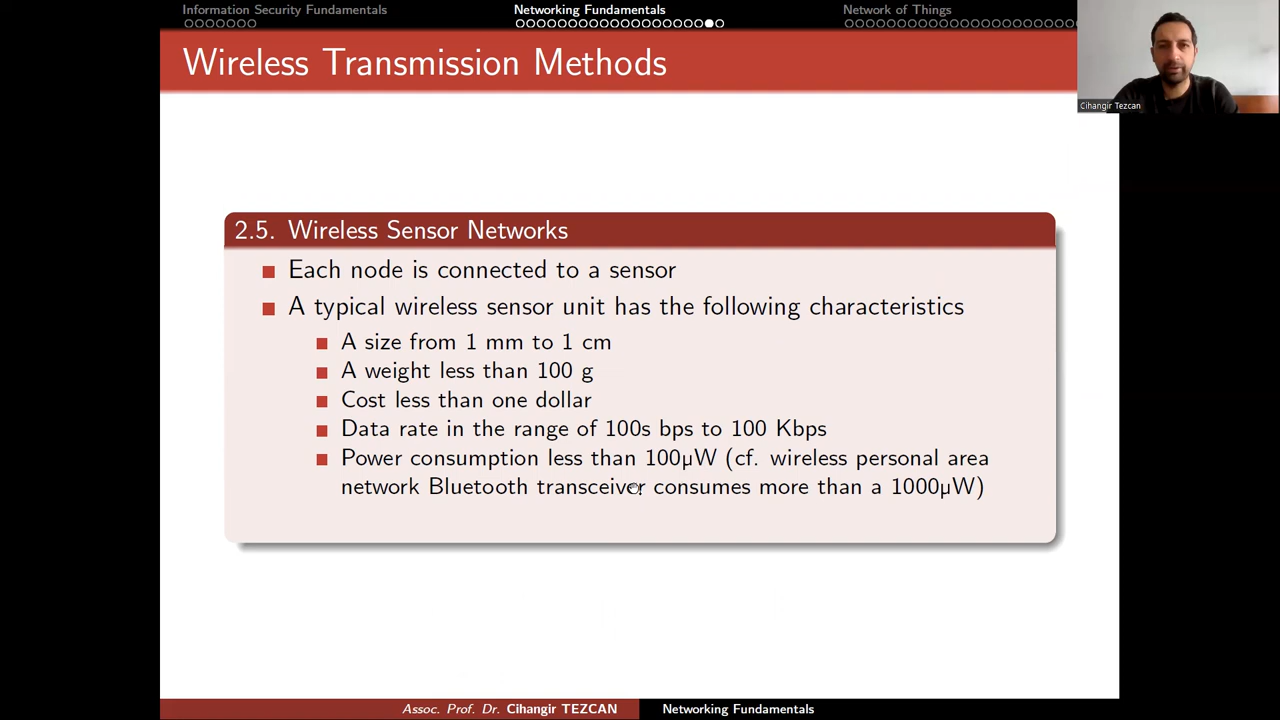 Information Security Fundamentals
Networking Fundamentals
Network of Things
Wireless Transmission Methods
Cihangir Tezcan
2.5. Wireless Sensor Networks
Each node is connected to a sensor
A typical wireless sensor unit has the following characteristics
A size from 1 mm to 1 cm
A weight less than 100 g
Cost less than one dollar
Data rate in the range of 100s bps to 100 Kbps
Power consumption less than 100µW (cf. wireless personal area
network Bluetooth transceiver consumes more than a 1000µW)
Assoc. Prof. Dr. Cihangir TEZCAN
Networking Fundamentals